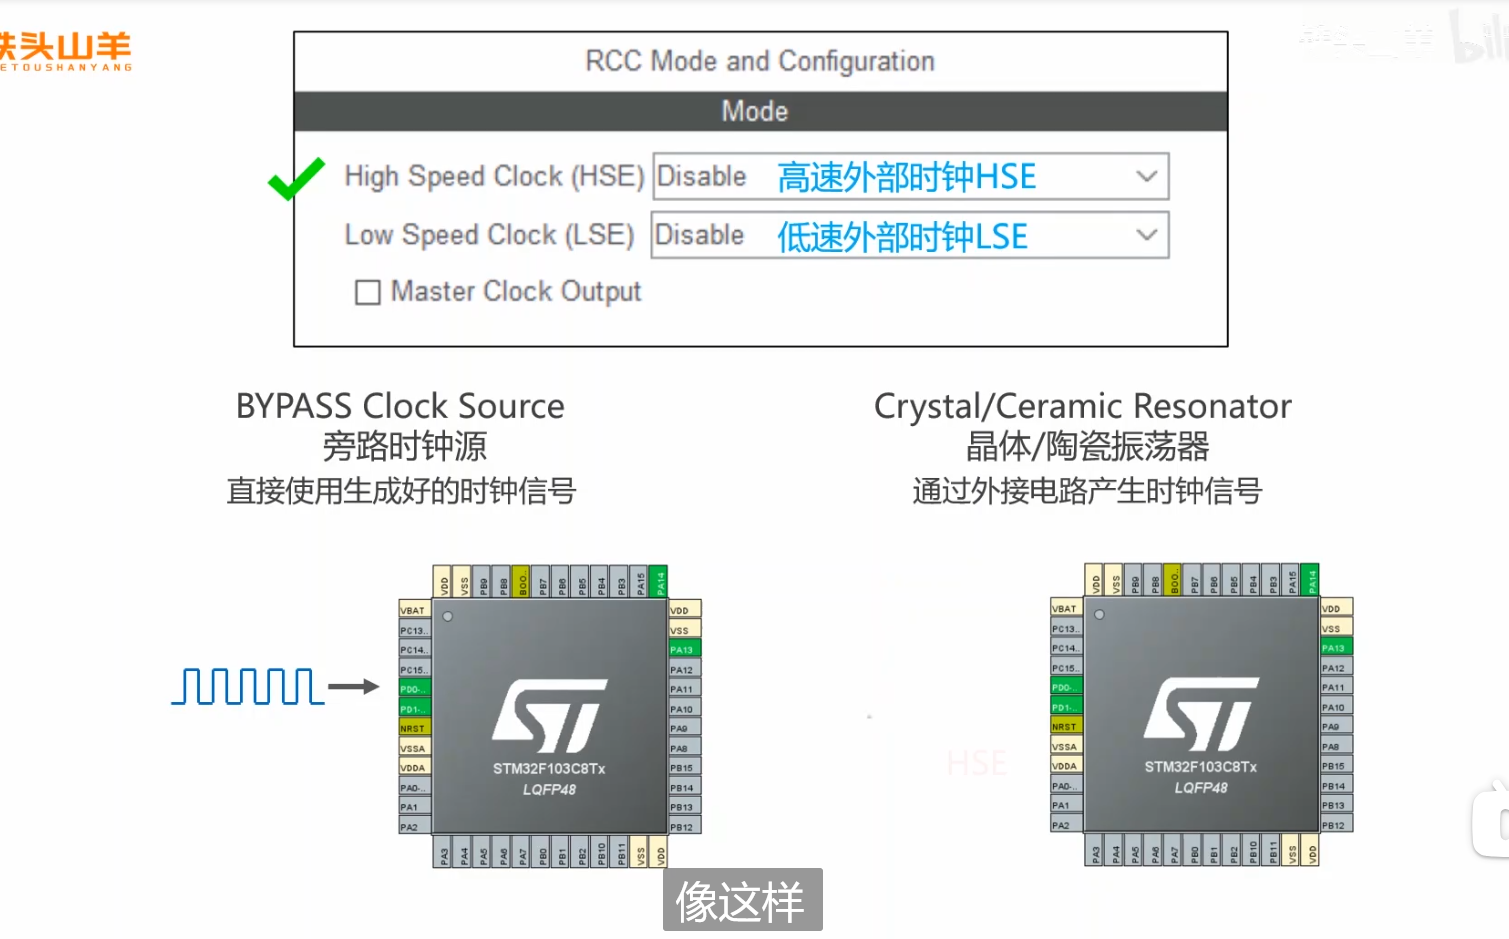 铁头山羊
ETOUSHANYANG
bili
RCC Mode and Configuration
Mode
High Speed Clock (HSE) Disable 高速外部时钟HSE
Low Speed Clock (LSE) Disable 低速外部时钟LSE
Master Clock Output
BYPASS Clock Source
旁路时钟源
直接使用生成好的时钟信号
Crystal/Ceramic Resonator
晶体/陶瓷振荡器
通过外接电路产生时钟信号
VDD VSS PB9 PB8 BOO.. PB7 PB6 PB5 PB4 PB3 PA15 PA14
VBAT
PC13..
PC14..
PC15..
PD0-..
PD1-..
NRST
VSSA
VDDA
PA0-..
PA1
PA2
ST
STM32F103C8Tx
LQFP48
VDD
VSS
PA13
PA12
PA11
PA10
PA9
PA8
PB15
PB14
PB13
PB12
PA3 PA4 PA5 PA6 PA7 PB0 PB1 PB2 PB10 PB11 VSS VDD
HSE
VDD VSS PB9 PB8 BOO.. PB7 PB6 PB5 PB4 PB3 PA15 PA14
VBAT
PC13..
PC14..
PC15..
PD0-..
PD1-..
NRST
VSSA
VDDA
PA0-..
PA1
PA2
ST
STM32F103C8Tx
LQFP48
VDD
VSS
PA13
PA12
PA11
PA10
PA9
PA8
PB15
PB14
PB13
PB12
PA3 PA4 PA5 PA6 PA7 PB0 PB1 PB2 PB10 PB11 VSS VDD
像这样